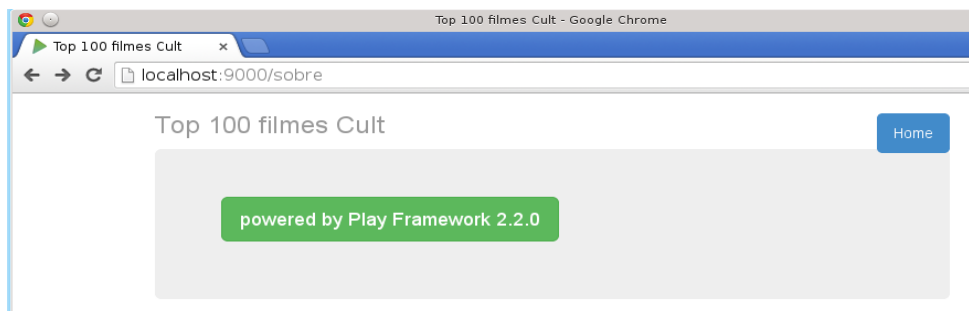 Top 100 filmes Cult - Google Chrome
Top 100 filmes Cult
localhost:9000/sobre
Top 100 filmes Cult
Home
powered by Play Framework 2.2.0